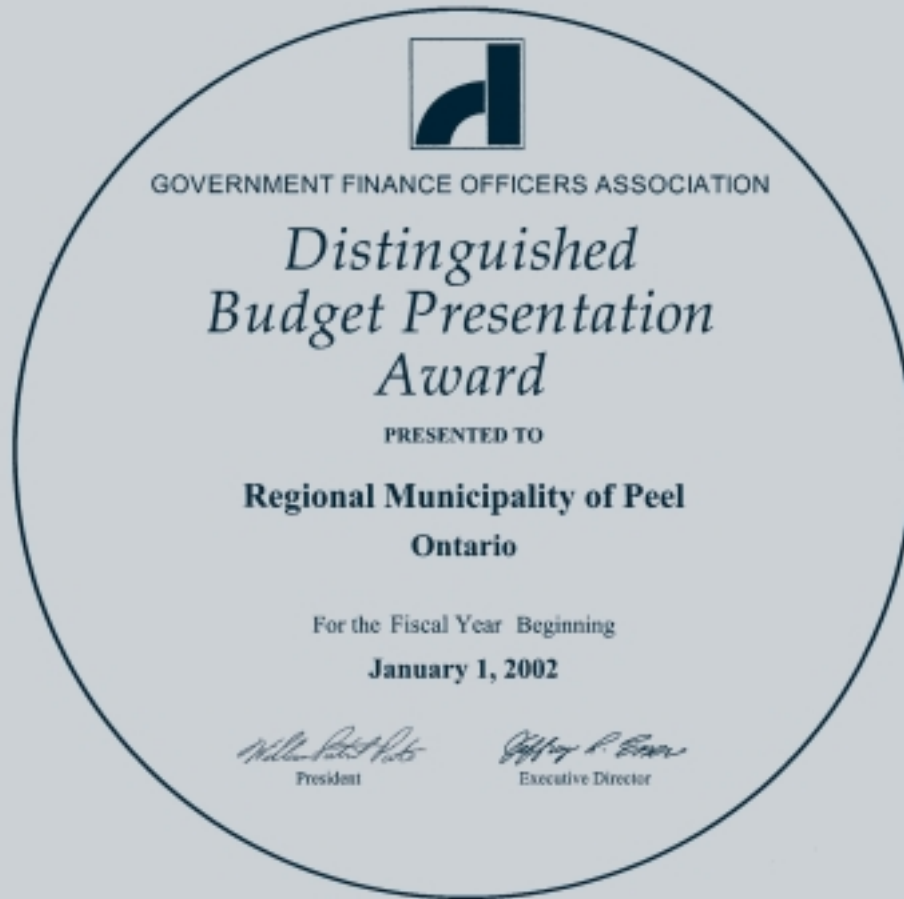 GOVERNMENT FINANCE OFFICERS ASSOCIATION
Distinguished
Budget Presentation
Award
PRESENTED TO
Regional Municipality of Peel
Ontario
For the Fiscal Year Beginning
January 1, 2002
President
Executive Director